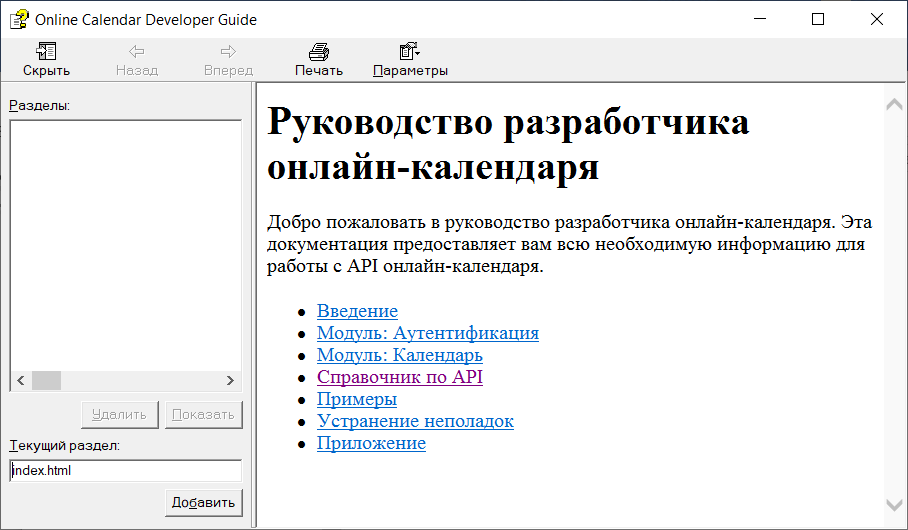 Online Calendar Developer Guide
Скрыть
Назад
Вперед
Печать
Параметры
Разделы:
Удалить
Показать
Текущий раздел:
index.html
Добавить
Руководство разработчика
онлайн-календаря
Добро пожаловать в руководство разработчика онлайн-календаря. Эта
документация предоставляет вам всю необходимую информацию для
работы с API онлайн-календаря.
Введение
Модуль: Аутентификация
Модуль: Календарь
Справочник по API
Примеры
Устранение неполадок
Приложение